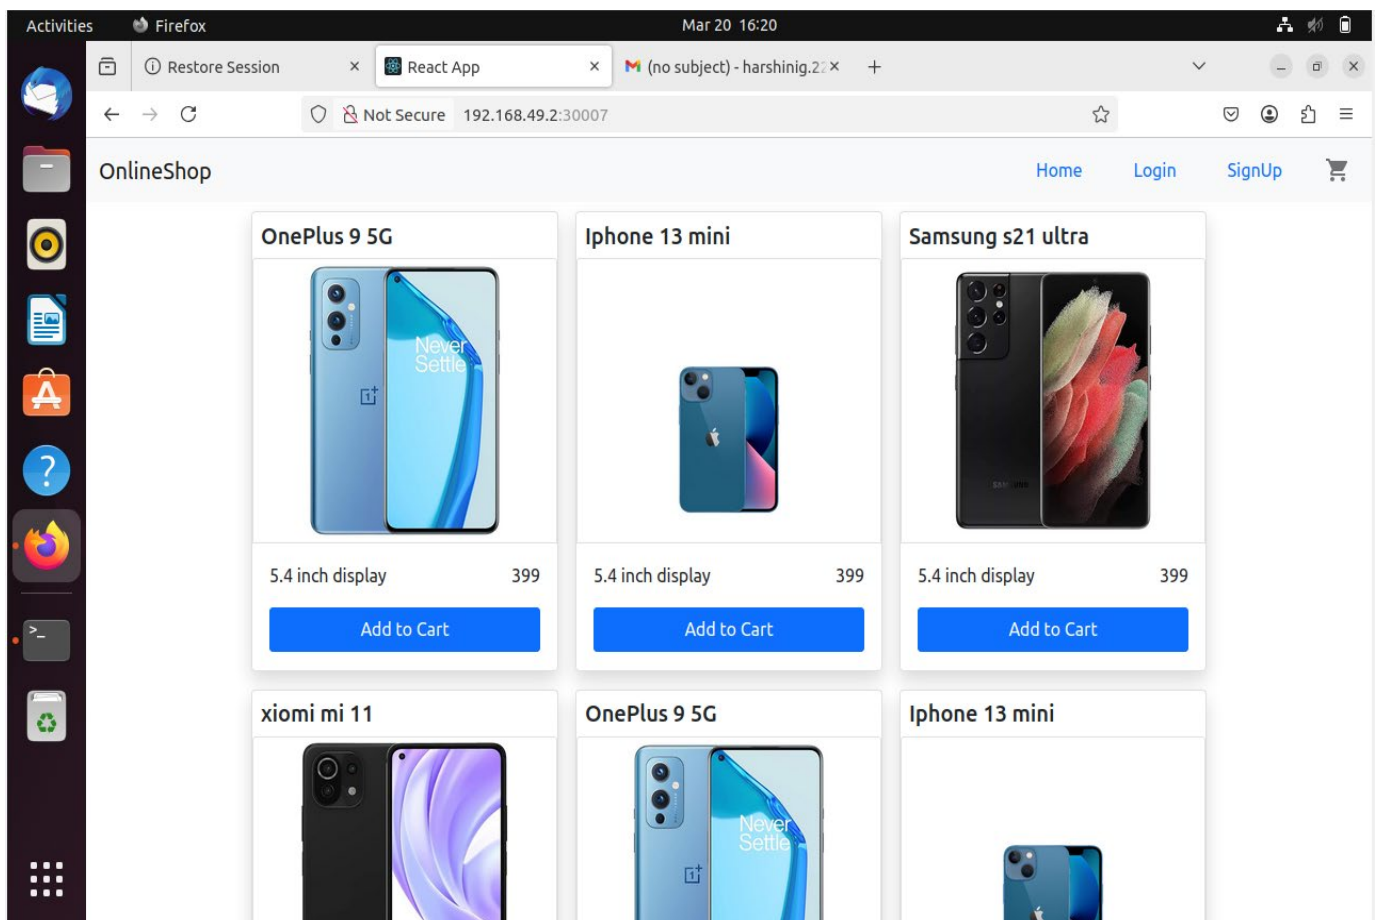 Activities Firefox Mar 20 16:20
Restore Session × React App × (no subject) - harshinig.22 × +
Not Secure 192.168.49.2:30007
OnlineShop Home Login SignUp
OnePlus 9 5G Iphone 13 mini Samsung s21 ultra
Never
Settle
SAMSUNG
5.4 inch display 399 5.4 inch display 399 5.4 inch display 399
Add to Cart Add to Cart Add to Cart
xiomi mi 11 OnePlus 9 5G Iphone 13 mini
Never
Settle